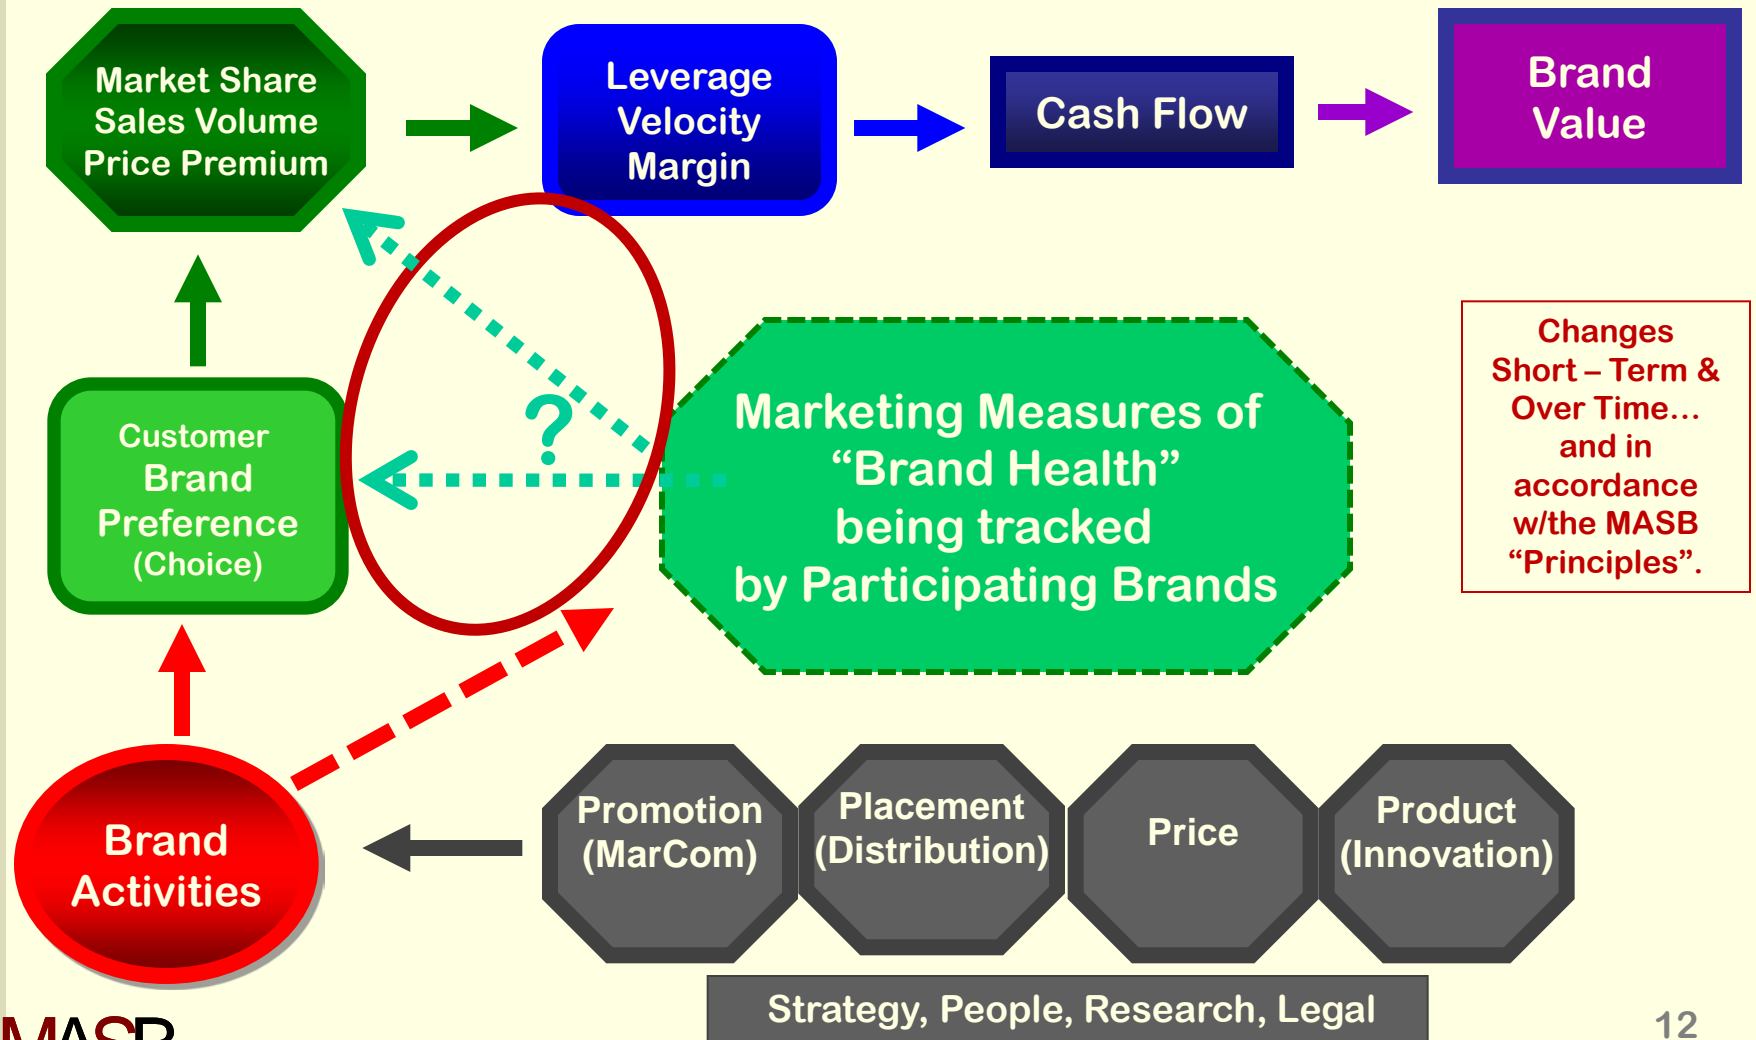 Market Share
Sales Volume
Price Premium
Leverage
Velocity
Margin
Cash Flow
Brand
Value
Changes
Short – Term &
Over Time…
and in
accordance
w/the MASB
“Principles”.
?
Marketing Measures of
“Brand Health”
being tracked
by Participating Brands
Customer
Brand
Preference
(Choice)
Brand
Activities
Promotion
(MarCom)
Placement
(Distribution)
Price
Product
(Innovation)
Strategy, People, Research, Legal
MASB
12